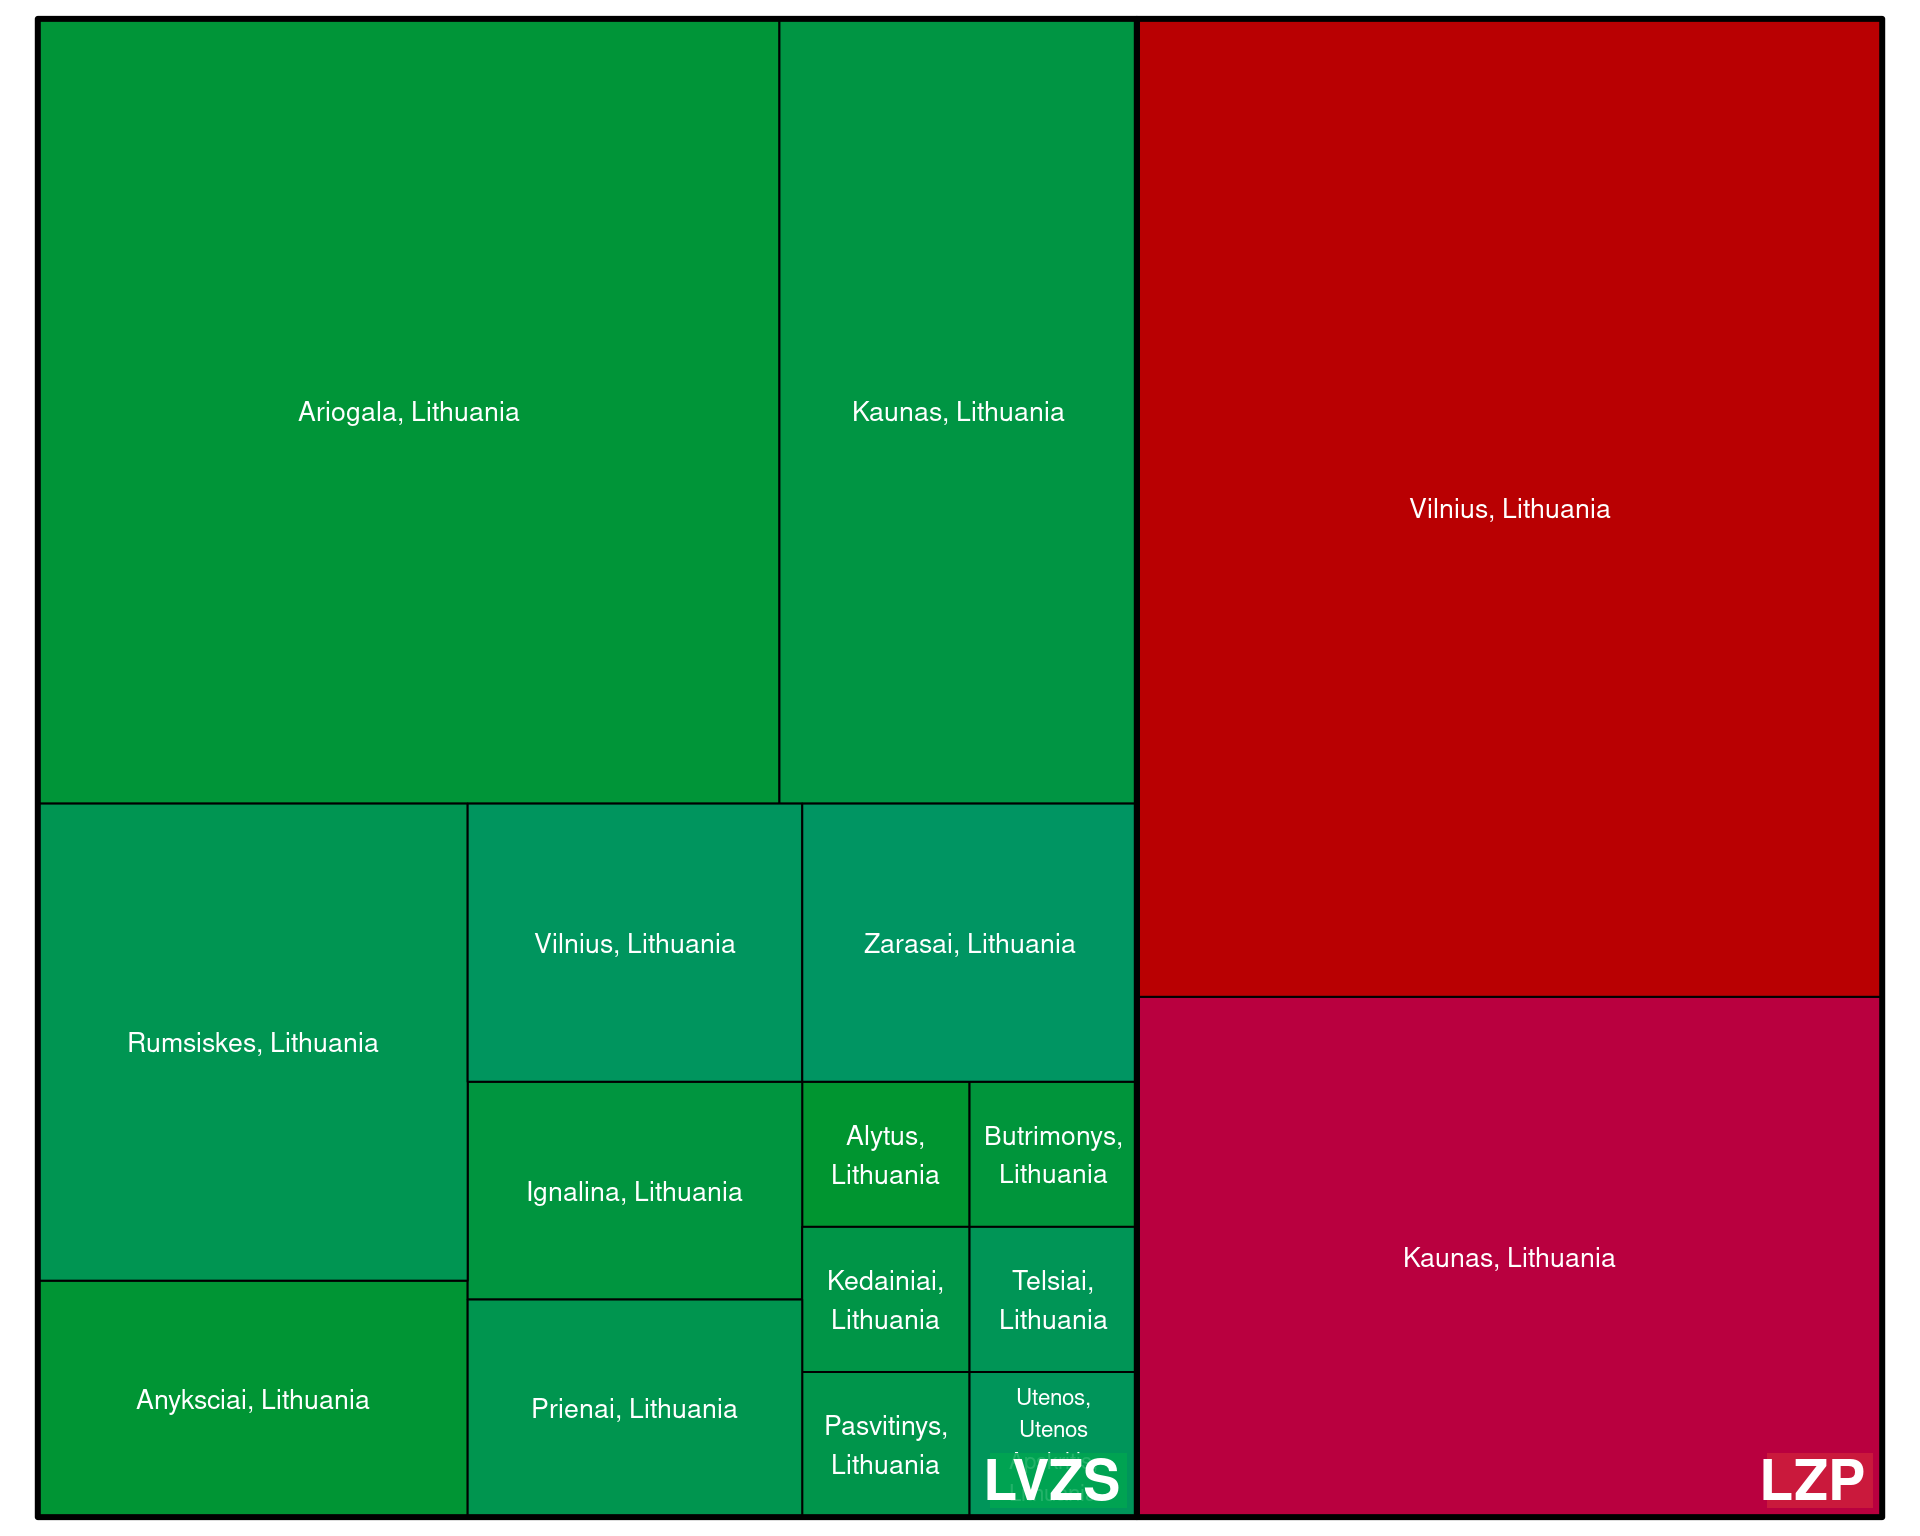 Ariogala, Lithuania
Kaunas, Lithuania
Vilnius, Lithuania
Rumsiskes, Lithuania
Vilnius, Lithuania
Zarasai, Lithuania
Ignalina, Lithuania
Alytus,
Lithuania
Butrimonys,
Lithuania
Kedainiai,
Lithuania
Telsiai,
Lithuania
Kaunas, Lithuania
Anyksciai, Lithuania
Prienai, Lithuania
Pasvitinys,
Lithuania
Utenos,
Utenos
LVZS
LZP